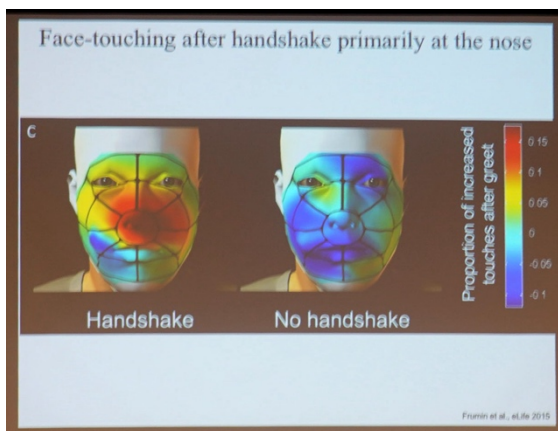 Face-touching after handshake primarily at the nose
C
Handshake
No handshake
Proportion of increased
touches after greet
0.15
0.1
0.05
0
-0.05
-0.1
Frumin et al., eLife 2015